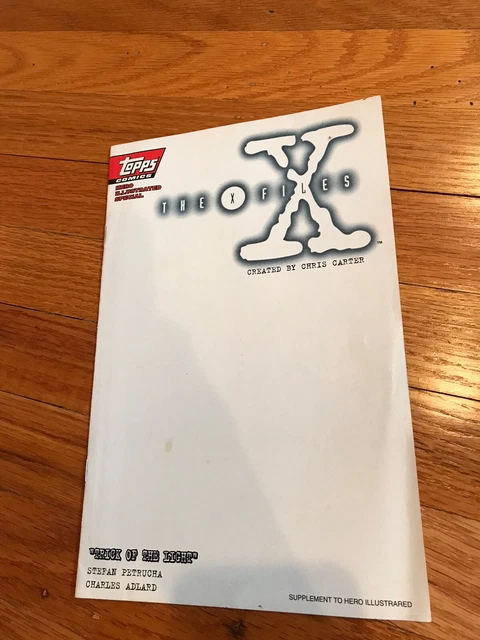 Topps
COMICS
HERO
ILLUSTRATED
SPECIAL
THE X FILES
X
™
CREATED BY CHRIS CARTER
"TRICK OF THE LIGHT"
STEFAN PETRUCHA
CHARLES ADLARD
SUPPLEMENT TO HERO ILLUSTRARED